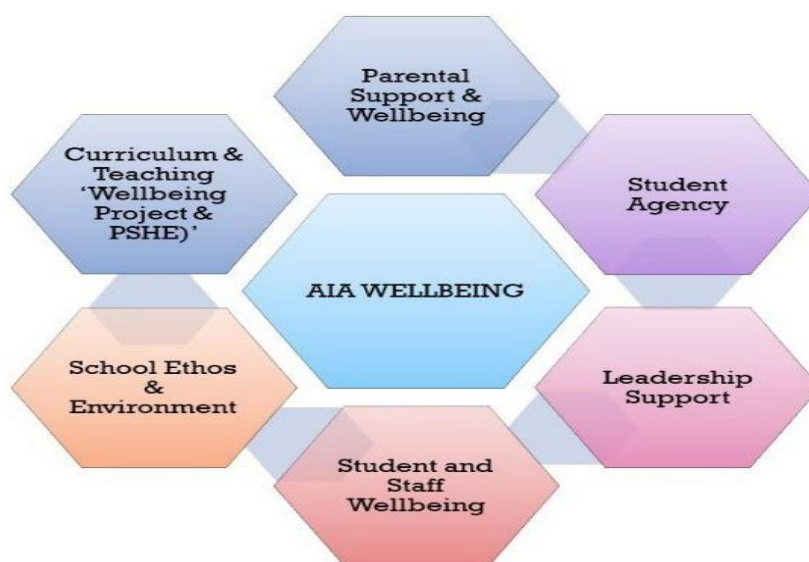 Parental
Support &
Wellbeing
Curriculum &
Teaching
‘Wellbeing
Project &
PSHE)’
Student
Agency
AIA WELLBEING
School Ethos
&
Environment
Leadership
Support
Student and
Staff
Wellbeing